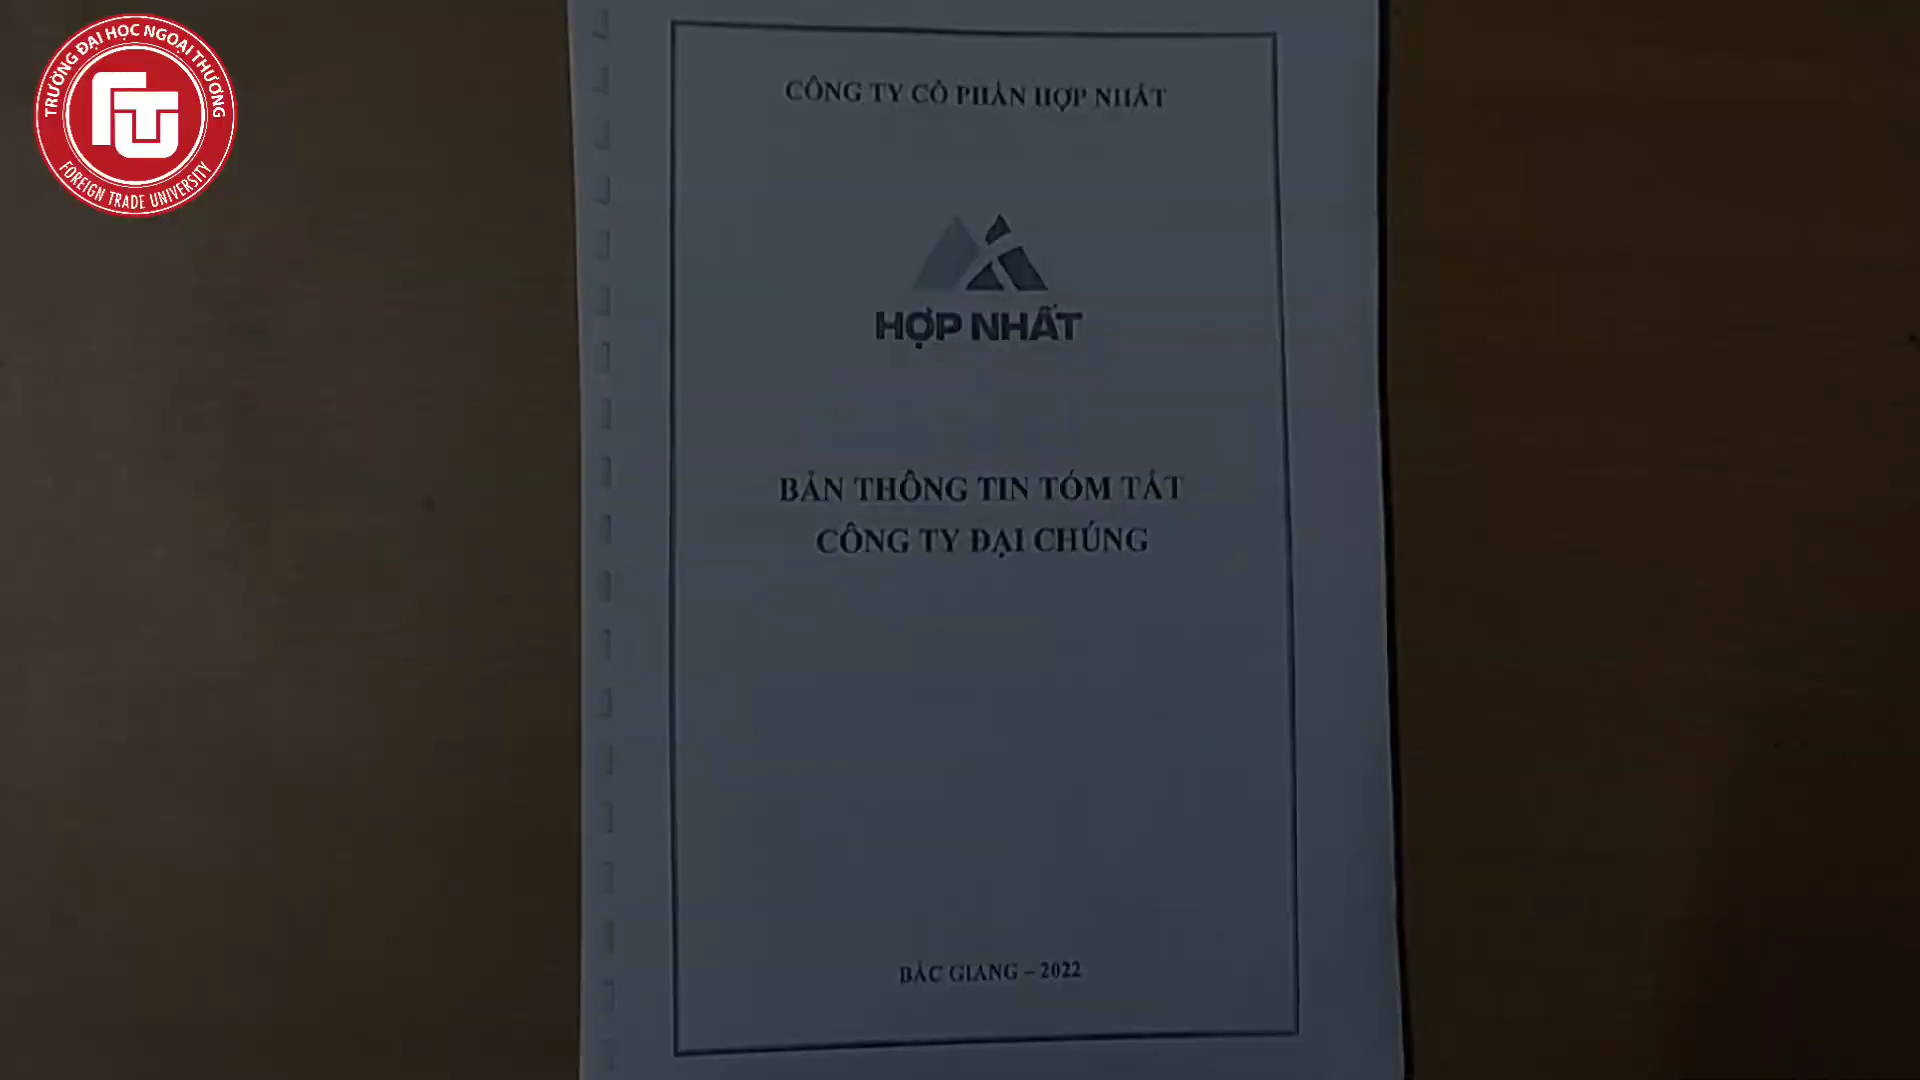 TRƯỜNG ĐẠI HỌC NGOẠI THƯƠNG
FTU
FOREIGN TRADE UNIVERSITY
CÔNG TY CỔ PHẦN HỢP NHẤT
HỢP NHẤT
BẢN THÔNG TIN TÓM TẮT
CÔNG TY ĐẠI CHÚNG
BẮC GIANG – 2022